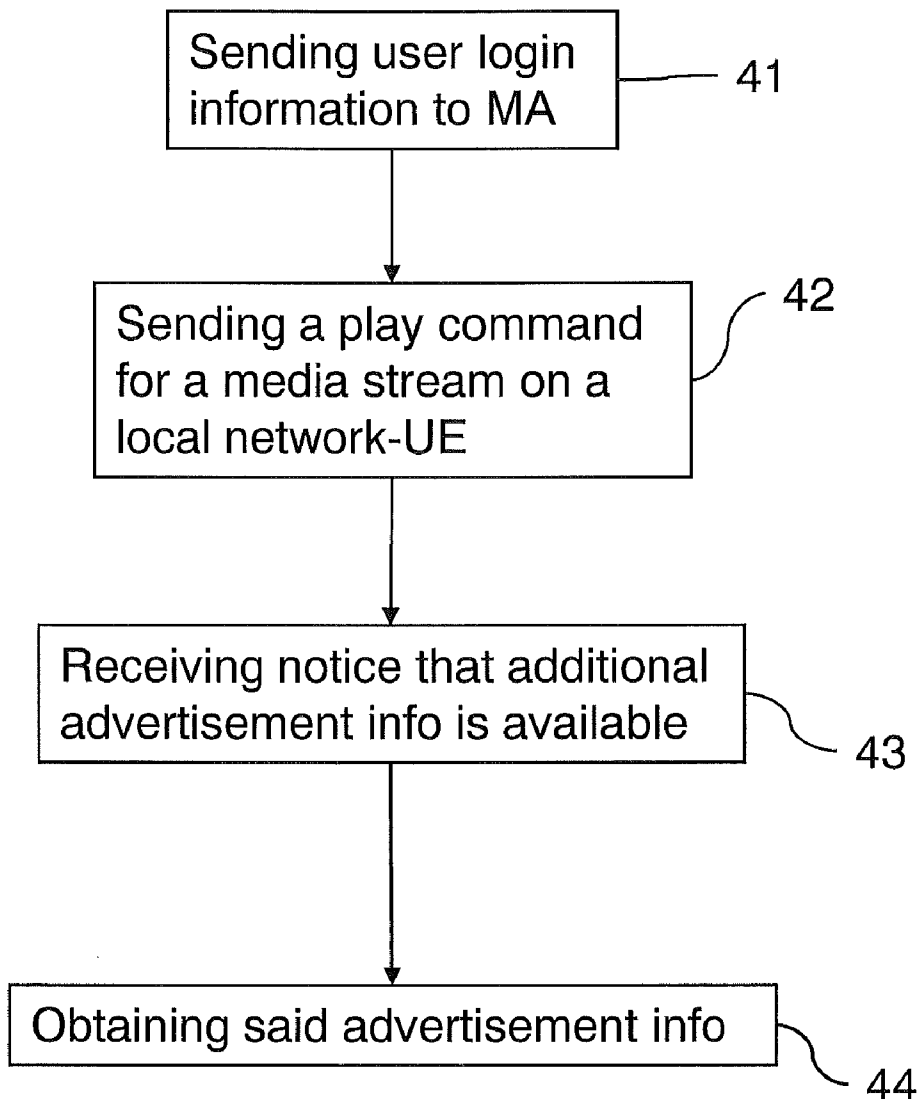 Sending user login
information to MA
41
Sending a play command
for a media stream on a
local network-UE
42
Receiving notice that additional
advertisement info is available
43
Obtaining said advertisement info
44